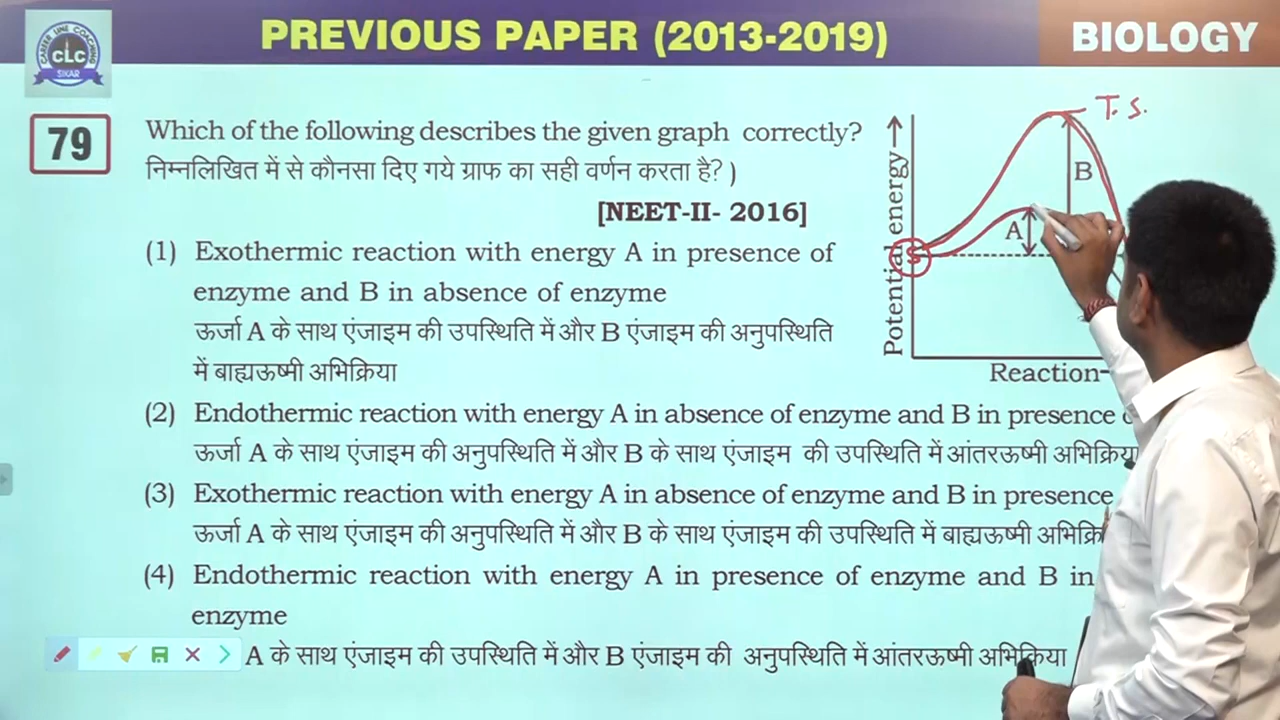 PREVIOUS PAPER (2013-2019)
BIOLOGY
CAREER LINE COACHING
CLC
SIKAR
79
Which of the following describes the given graph correctly?
निम्नलिखित में से कौनसा दिए गये ग्राफ का सही वर्णन करता है? )
[NEET-II- 2016]
(1) Exothermic reaction with energy A in presence of
enzyme and B in absence of enzyme
ऊर्जा A के साथ एंजाइम की उपस्थिति में और B एंजाइम की अनुपस्थिति
में बाह्यऊष्मी अभिक्रिया
(2) Endothermic reaction with energy A in absence of enzyme and B in presence
ऊर्जा A के साथ एंजाइम की अनुपस्थिति में और B के साथ एंजाइम की उपस्थिति में आंतरऊष्मी अभिक्रिया
(3) Exothermic reaction with energy A in absence of enzyme and B in presence
ऊर्जा A के साथ एंजाइम की अनुपस्थिति में और B के साथ एंजाइम की उपस्थिति में बाह्यऊष्मी
(4) Endothermic reaction with energy A in presence of enzyme and B in
enzyme
A के साथ एंजाइम की उपस्थिति में और B एंजाइम की अनुपस्थिति में आंतरऊष्मी अभिक्रिया
T.S.
B
A
S
Potential energy
Reaction